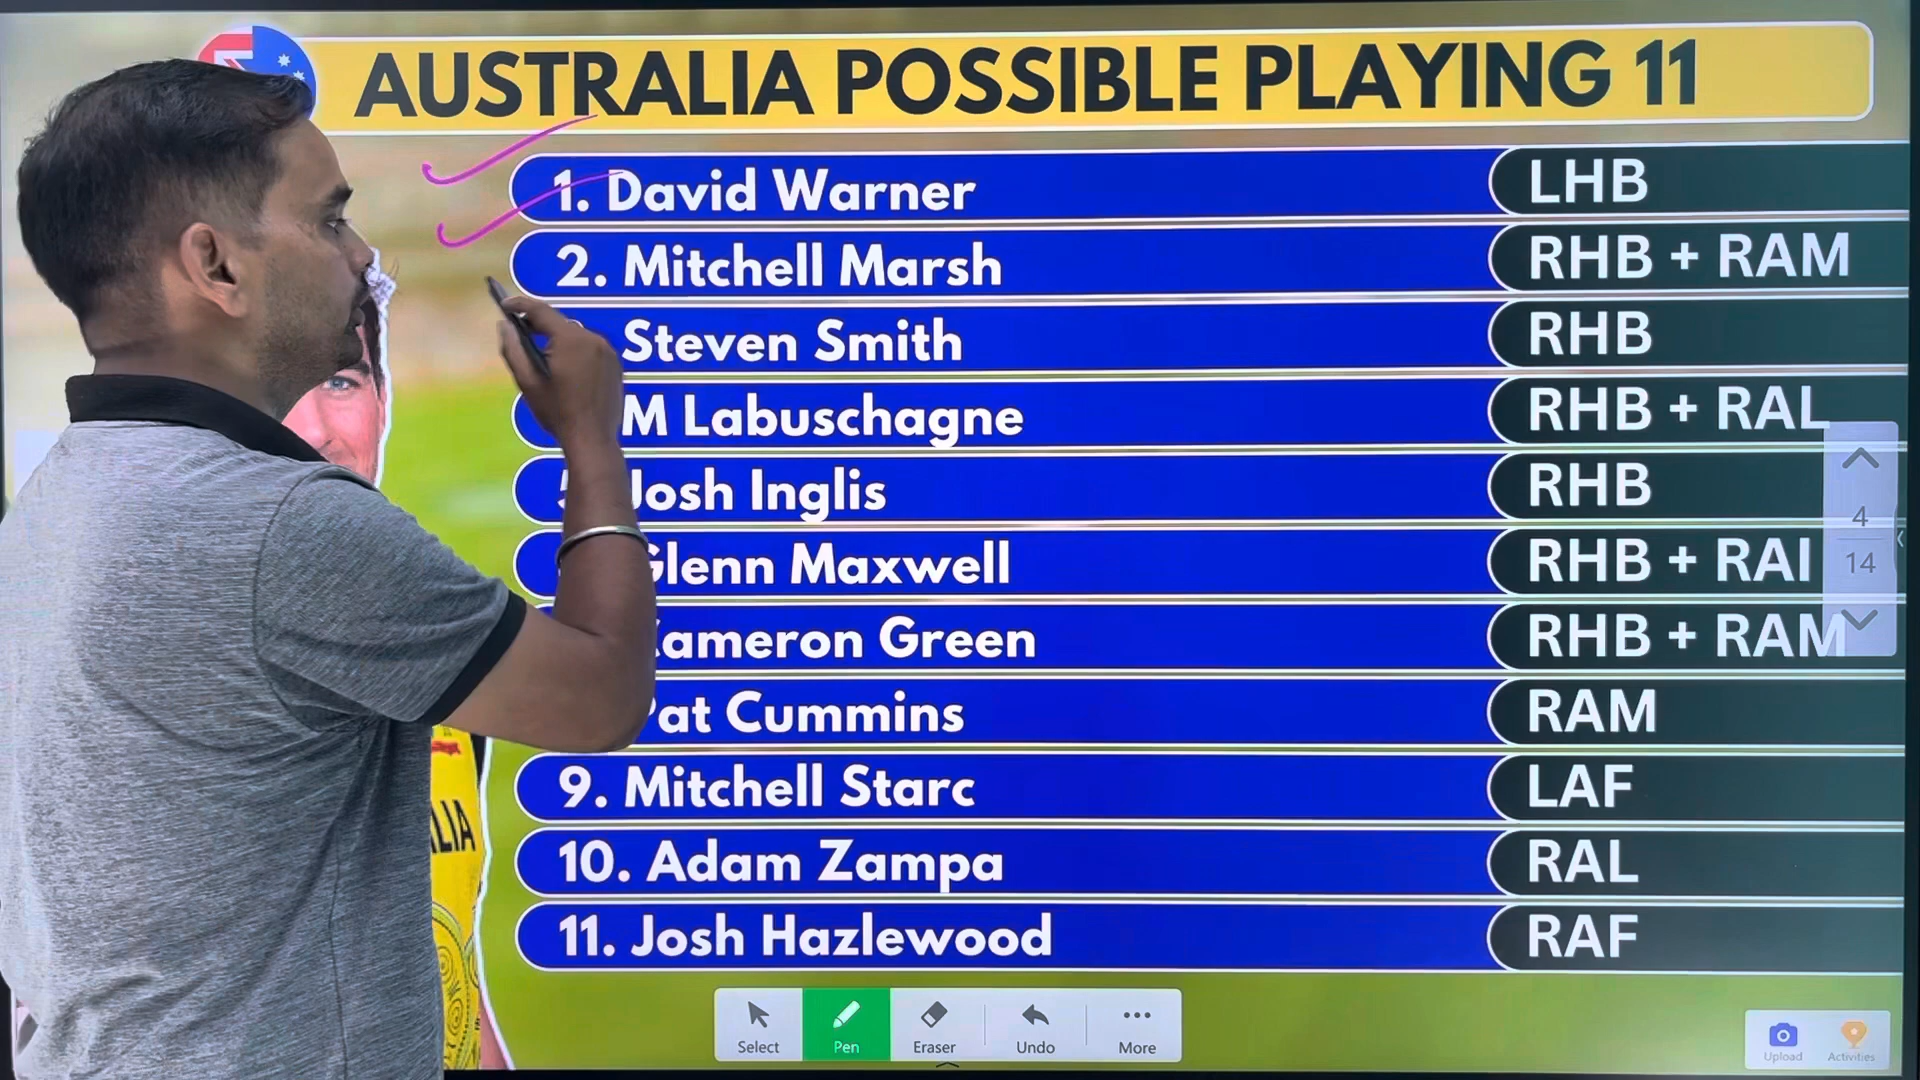 AUSTRALIA POSSIBLE PLAYING 11
1. David Warner LHB
2. Mitchell Marsh RHB + RAM
Steven Smith RHB
M Labuschagne RHB + RAL
Josh Inglis RHB
Glenn Maxwell RHB + RAI
Cameron Green RHB + RAM
Pat Cummins RAM
9. Mitchell Starc LAF
10. Adam Zampa RAL
11. Josh Hazlewood RAF
4
14
LIA
Select Pen Eraser Undo More
Upload Activities